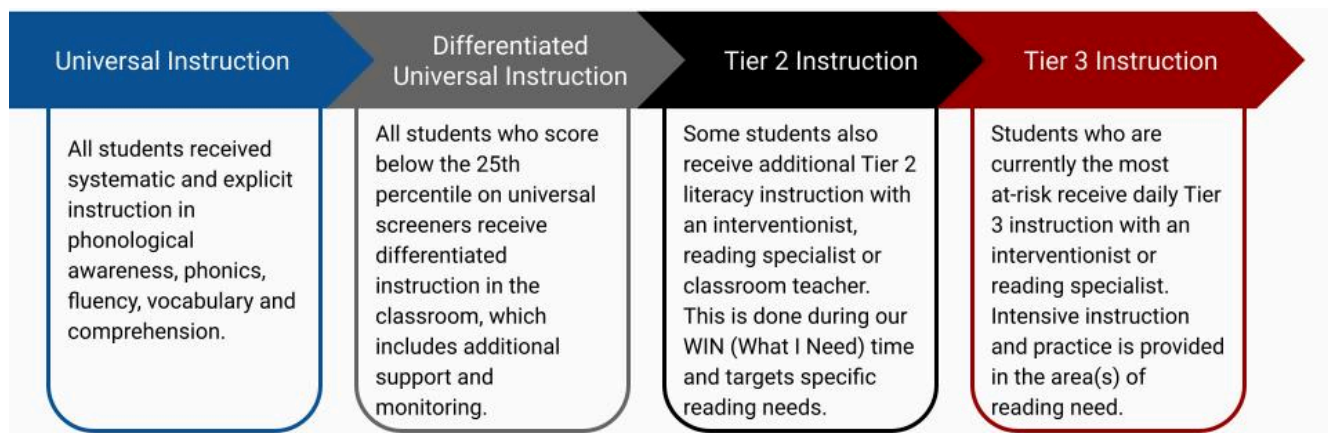 Universal Instruction
All students received
systematic and explicit
instruction in
phonological
awareness, phonics,
fluency, vocabulary and
comprehension.
Differentiated
Universal Instruction
All students who score
below the 25th
percentile on universal
screeners receive
differentiated
instruction in the
classroom, which
includes additional
support and
monitoring.
Tier 2 Instruction
Some students also
receive additional Tier 2
literacy instruction with
an interventionist,
reading specialist or
classroom teacher.
This is done during our
WIN (What I Need) time
and targets specific
reading needs.
Tier 3 Instruction
Students who are
currently the most
at-risk receive daily Tier
3 instruction with an
interventionist or
reading specialist.
Intensive instruction
and practice is provided
in the area(s) of
reading need.